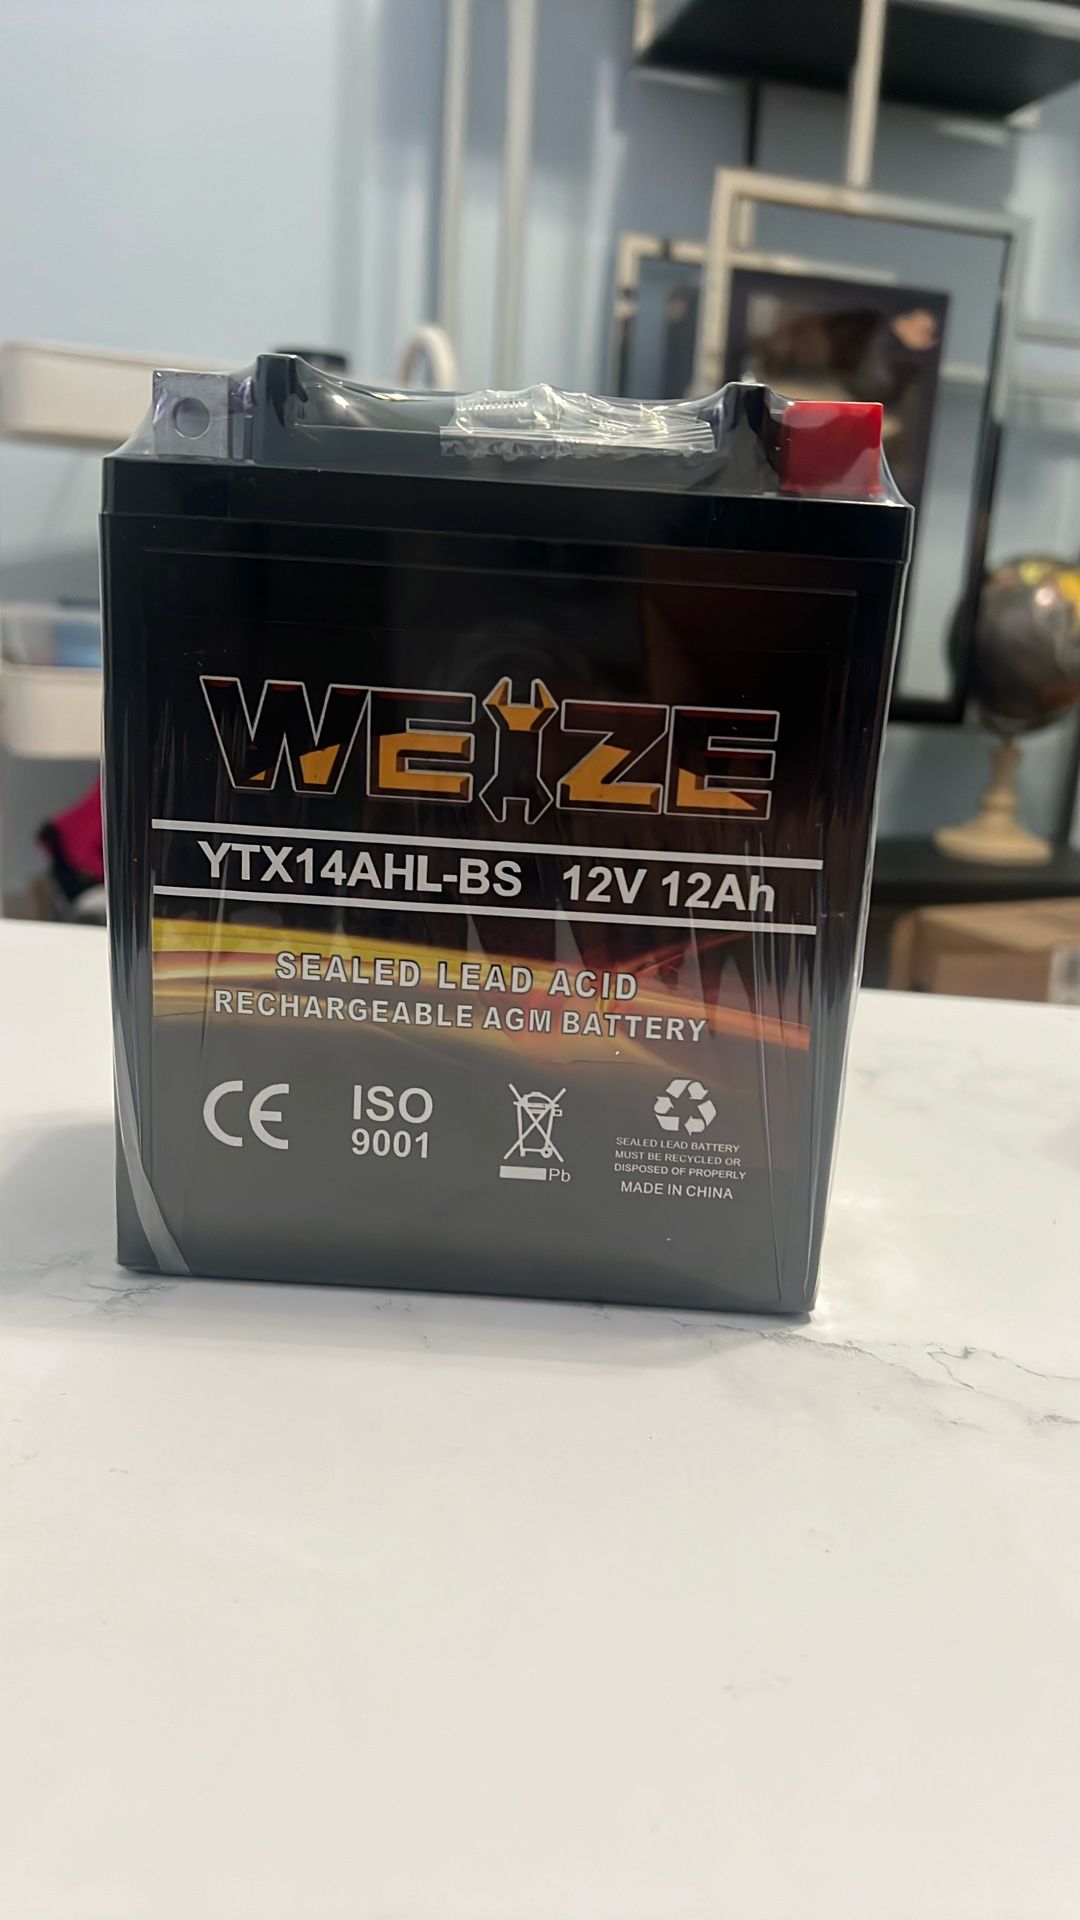 WEIZE
YTX14AHL-BS 12V 12Ah
SEALED LEAD ACID
RECHARGEABLE AGM BATTERY
CE
ISO
9001
Pb
SEALED LEAD BATTERY
MUST BE RECYCLED OR
DISPOSED OF PROPERLY
MADE IN CHINA